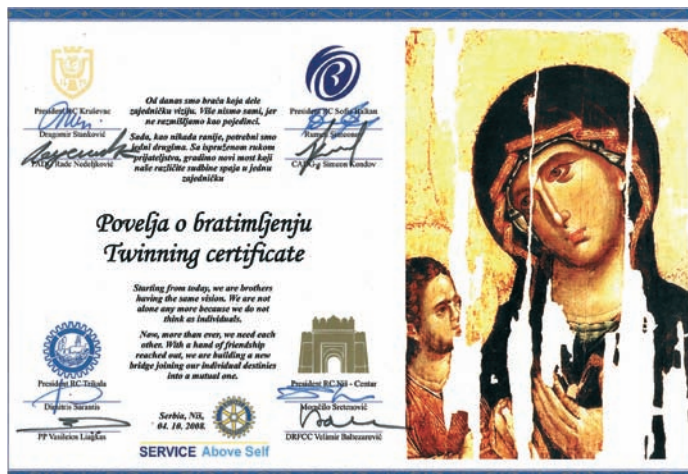 President RC Kruševac
Dragomir Stanković
PADG Rade Nedeljković
Od danas smo braća koja dele
zajedničku viziju. Više nismo sami, jer
ne razmišljamo kao pojedinci.
Sada, kao nikada ranije, potrebni smo
jedni drugima. Sa ispruženom rukom
prijateljstva, gradimo novi most koji
naše različite sudbine spaja u jednu
zajedničku
President RC Sofia Balkan
Rumen Simeonov
CADG-a Simeon Kondov
Povelja o bratimljenju
Twinning certificate
Starting from today, we are brothers
having the same vision. We are not
alone any more because we do not
think as individuals.
Now, more than ever, we need each
other. With a hand of friendship
reached out, we are building a new
bridge joining our individual destinies
into a mutual one.
President RC Trikala
Dimitris Sarantis
PP Vasileios Liagkas
Serbia, Niš,
04. 10. 2008.
SERVICE Above Self
President RC Niš - Centar
Momčilo Sretenović
DRFCC Velimir Baltezarević